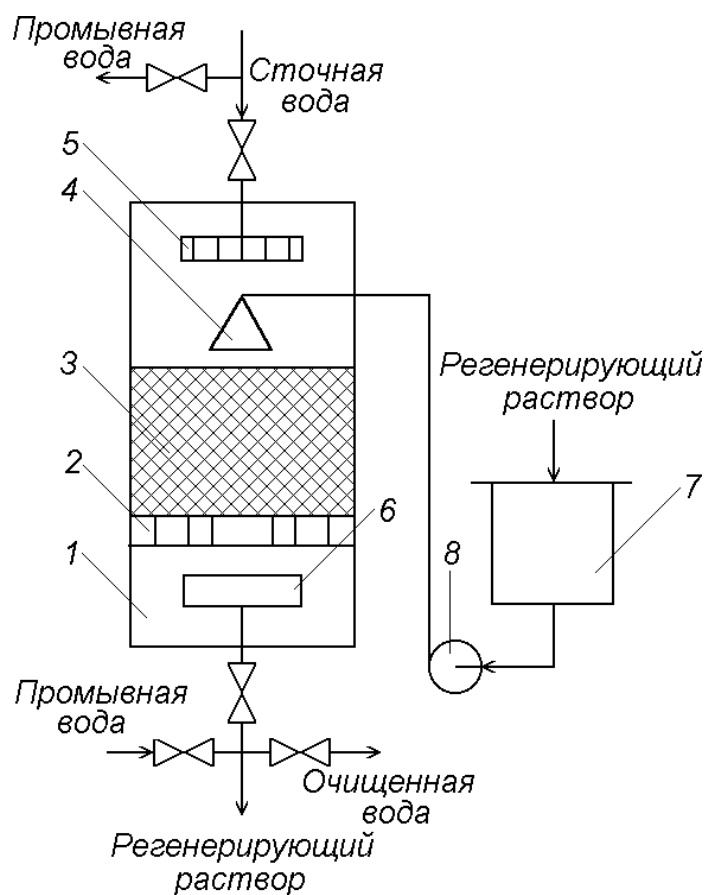 Промывная
вода
Сточная
вода
5
4
3
Регенерирующий
раствор
2
6
7
1
8
Промывная
вода
Очищенная
вода
Регенерирующий
раствор